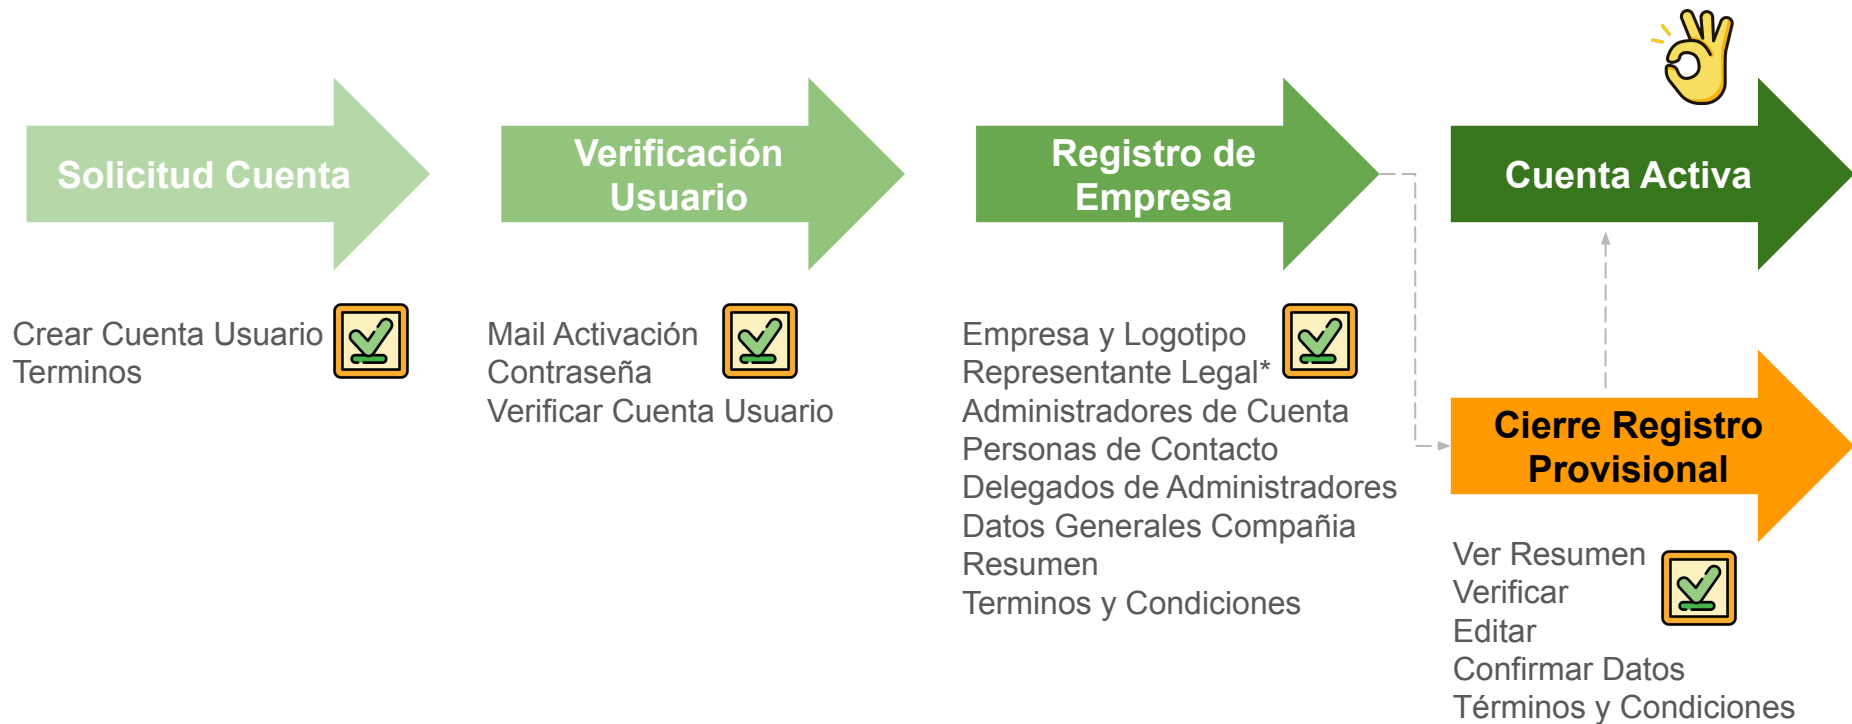 Solicitud Cuenta
Crear Cuenta Usuario
Terminos
Verificación
Usuario
Mail Activación
Contraseña
Verificar Cuenta Usuario
Registro de
Empresa
Empresa y Logotipo
Representante Legal*
Administradores de Cuenta
Personas de Contacto
Delegados de Administradores
Datos Generales Compañia
Resumen
Terminos y Condiciones
Cuenta Activa
Cierre Registro
Provisional
Ver Resumen
Verificar
Editar
Confirmar Datos
Términos y Condiciones